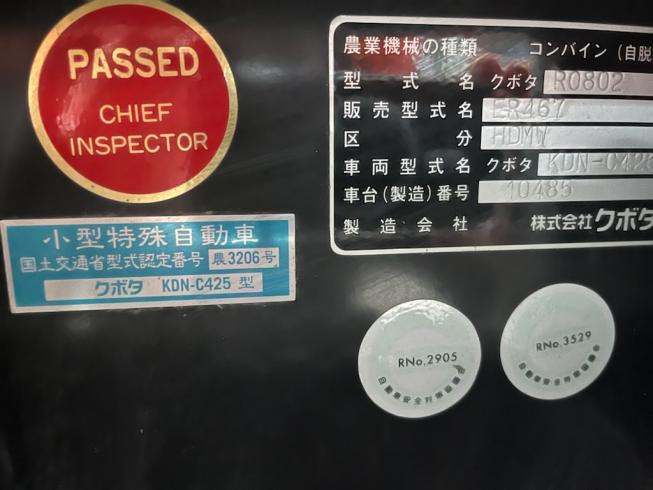 PASSED
CHIEF
INSPECTOR
農業機械の種類 コンバイン (自脱
型式名 クボタ R0802
販売型式名 ER467
区分 HDMW
車両型式名 クボタ KDN-C426
車台(製造)番号 10485
製造会社 株式会社クボタ
小型特殊自動車
国土交通省型式認定番号 農3206号
クボタ KDN-C425 型
RNo.2905
RNo.3529